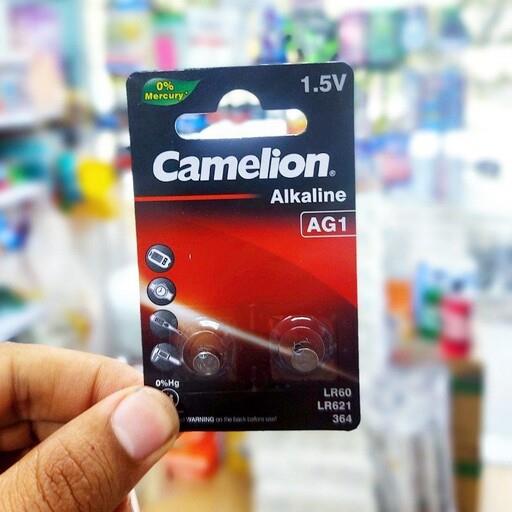 0%
Mercury
1.5V
Camelion®
Alkaline
AG1
0%Hg
LR60
LR621
364
WARNING on the back before use!